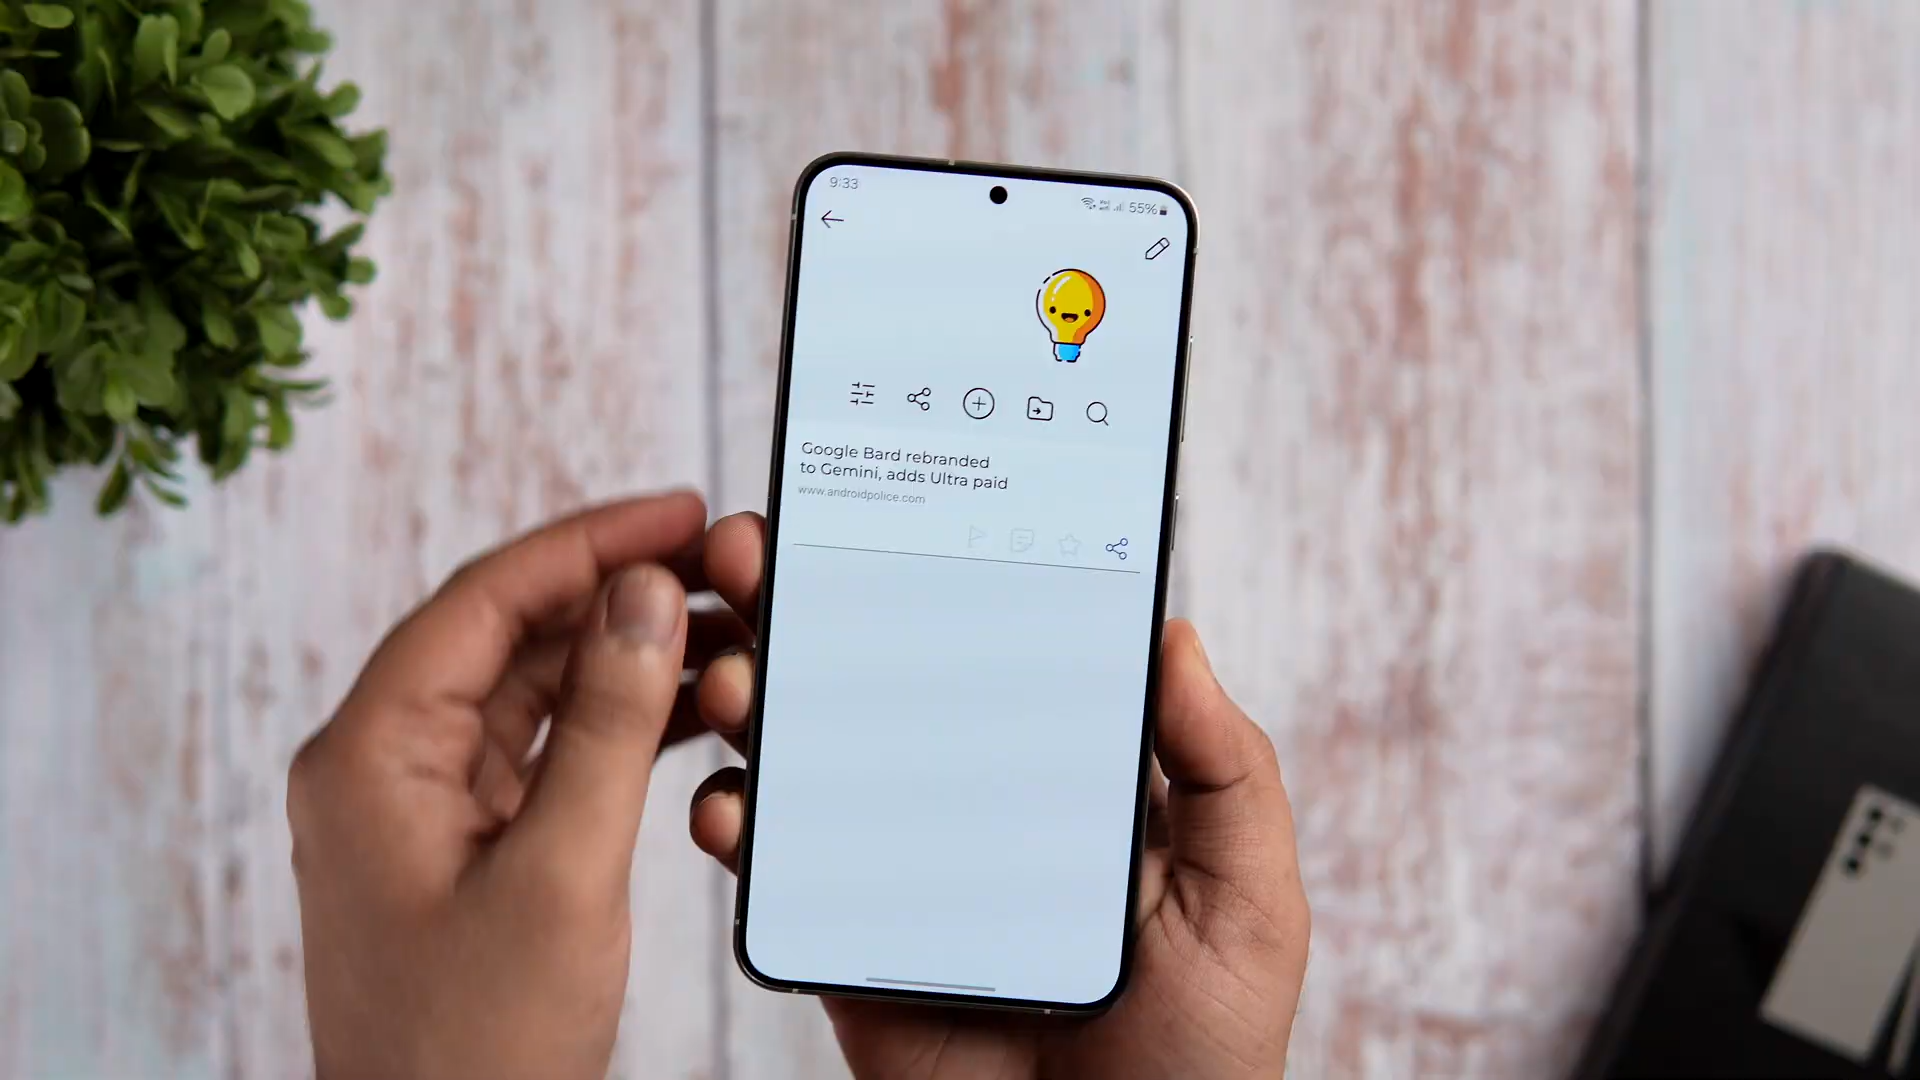 9:33
55%
Google Bard rebranded
to Gemini, adds Ultra paid
www.androidpolice.com